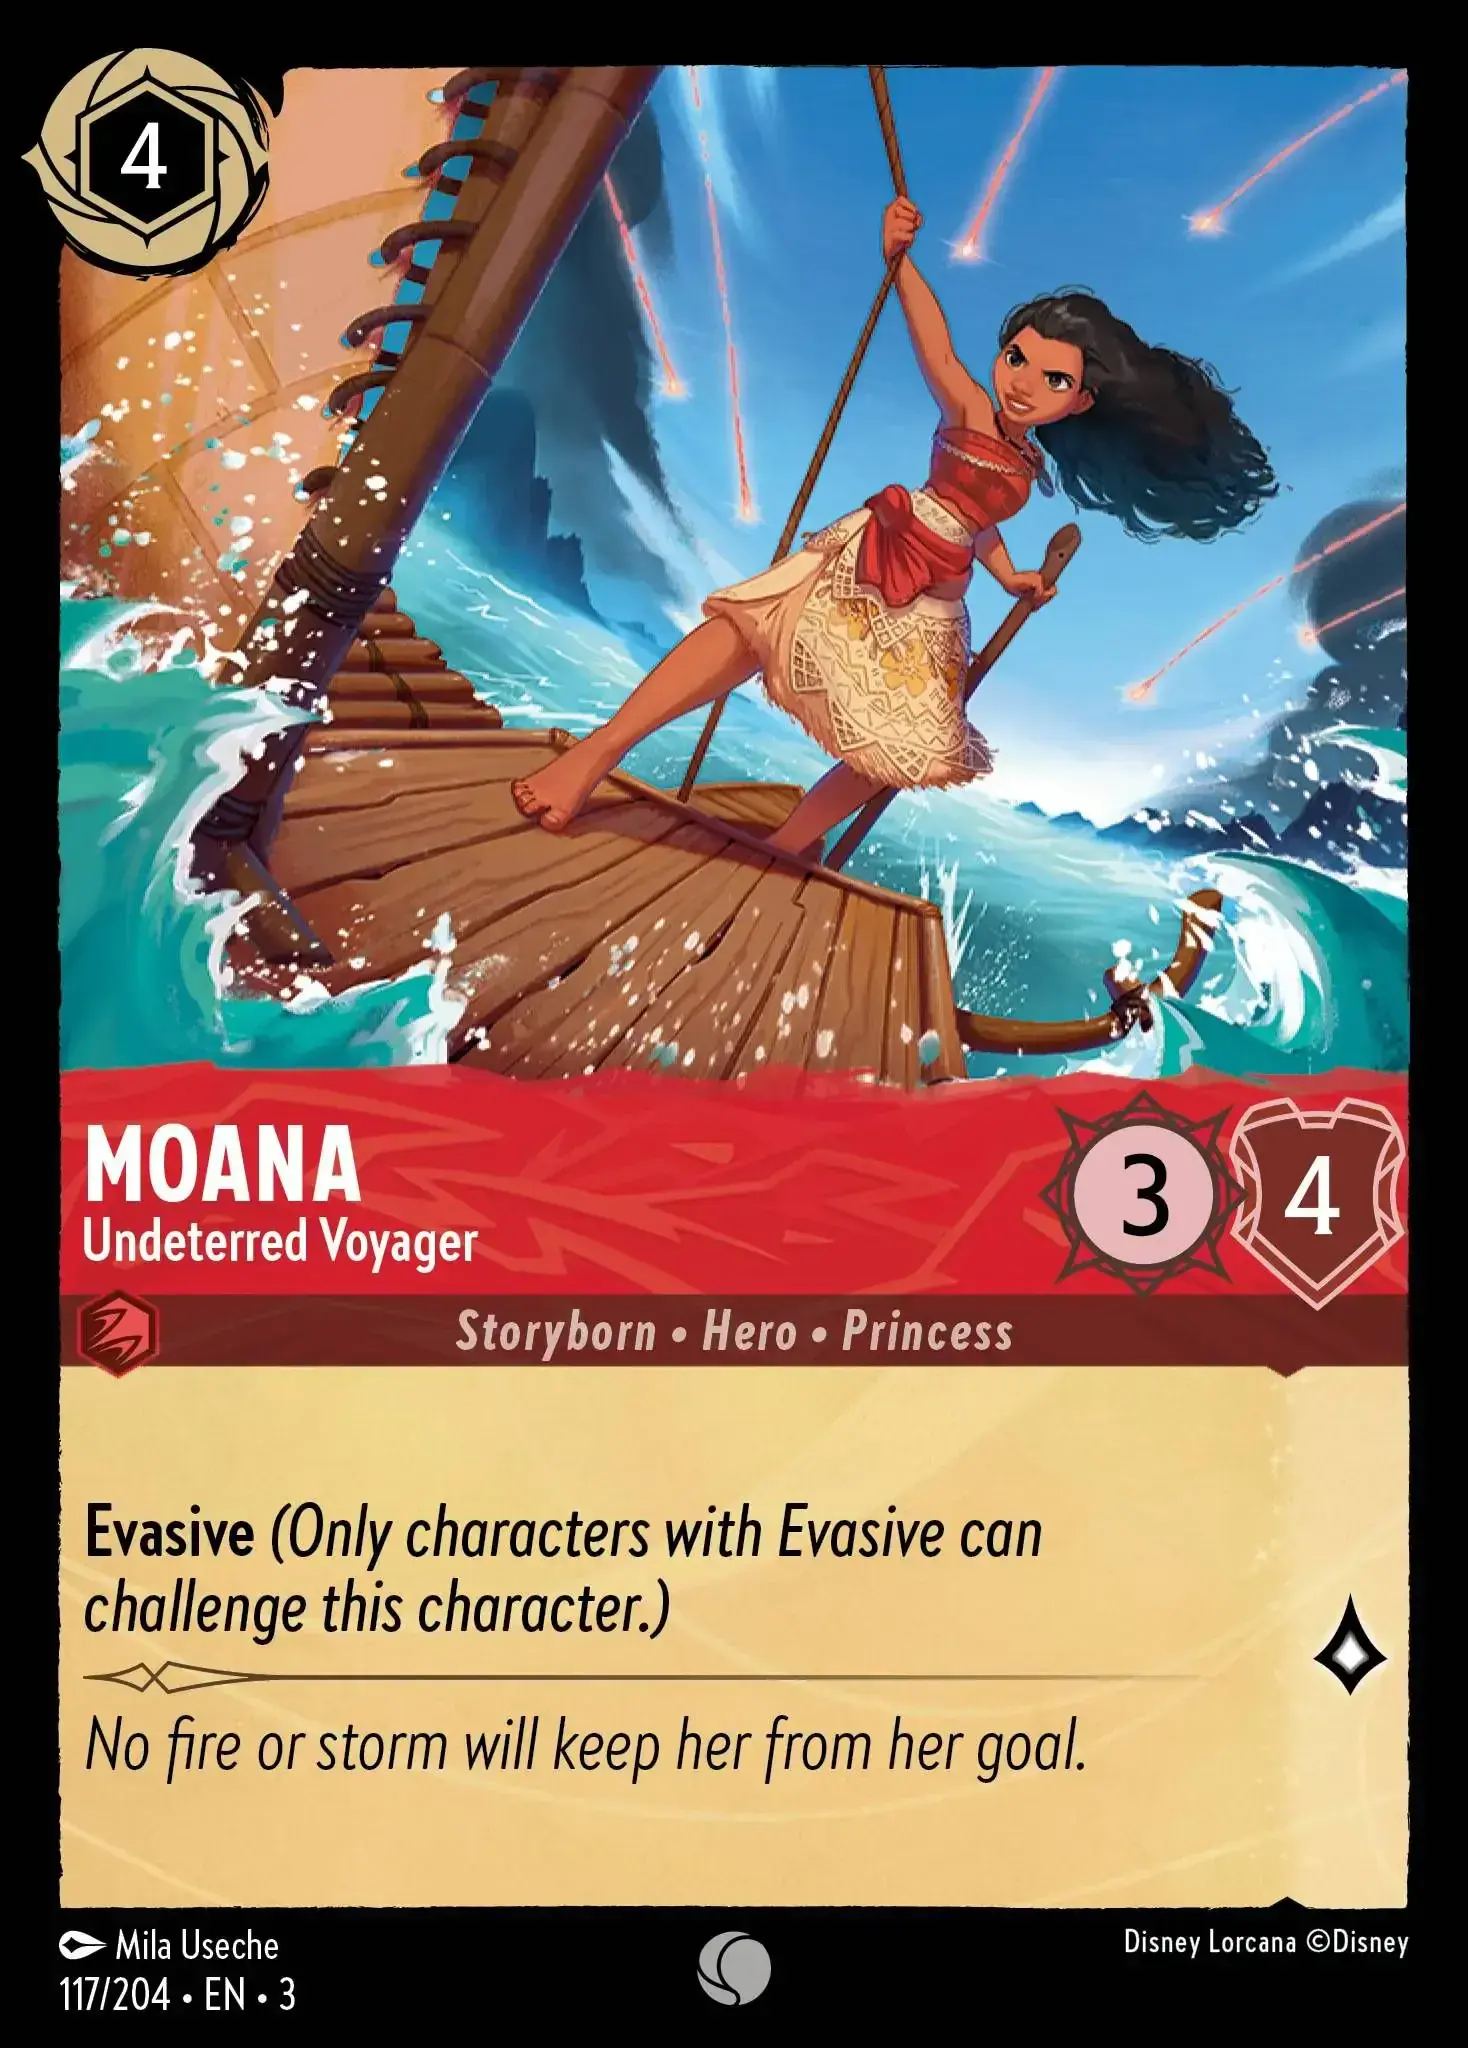 4
MOANA
Undeterred Voyager
3
4
Storyborn • Hero • Princess
Evasive (Only characters with Evasive can
challenge this character.)
No fire or storm will keep her from her goal.
Mila Useche
Disney Lorcana ©Disney
117/204 • EN • 3